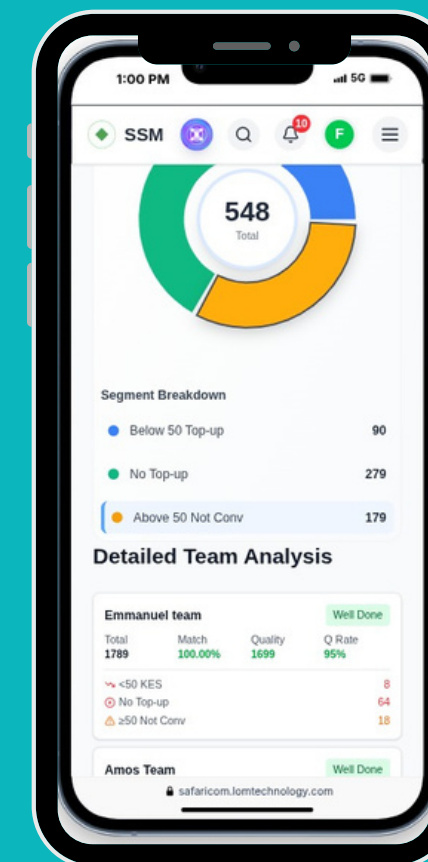 1:00 PM 5G
SSM 10 F
548
Total
Segment Breakdown
Below 50 Top-up 90
No Top-up 279
Above 50 Not Conv 179
Detailed Team Analysis
Emmanuel team Well Done
Total Match Quality Q Rate
1789 100.00% 1699 95%
<50 KES 8
No Top-up 64
≥50 Not Conv 18
Amos Team Well Done
safaricom.lomtechnology.com